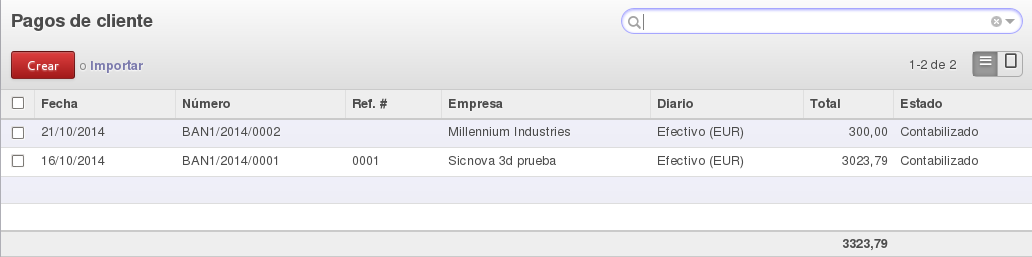 Pagos de cliente
Crear o Importar 1-2 de 2
Fecha Número Ref. # Empresa Diario Total Estado
21/10/2014 BAN1/2014/0002 Millennium Industries Efectivo (EUR) 300,00 Contabilizado
16/10/2014 BAN1/2014/0001 0001 Sicnova 3d prueba Efectivo (EUR) 3023,79 Contabilizado
3323,79